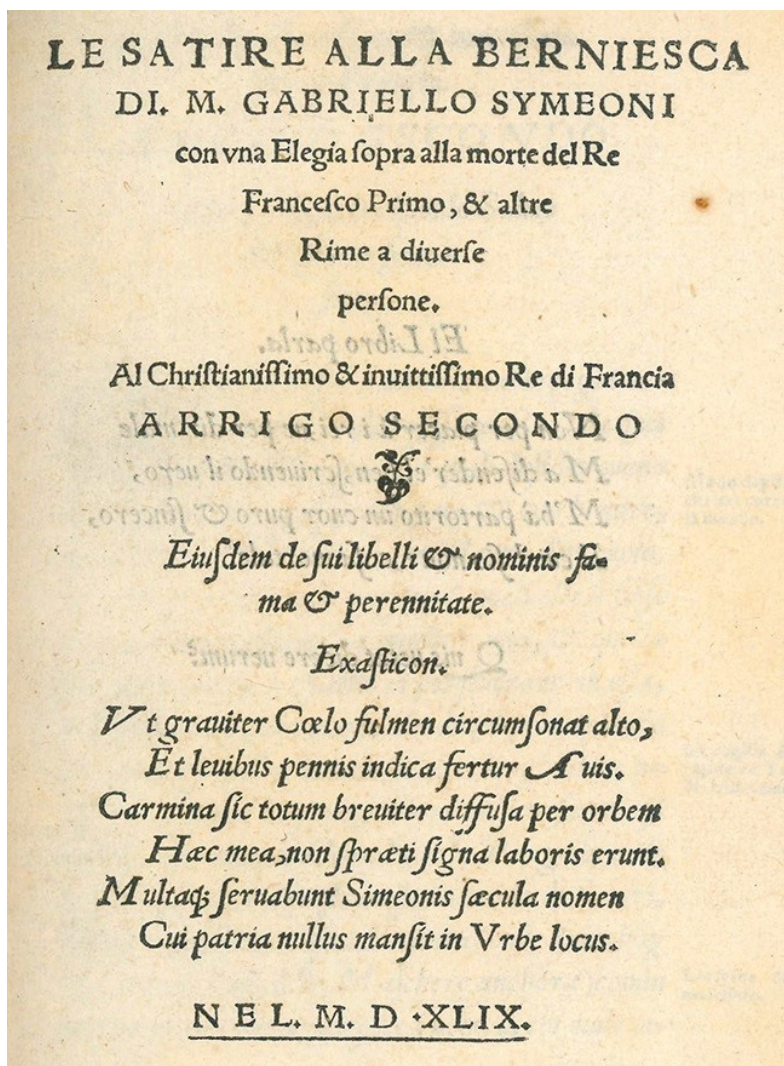 LE SATIRE ALLA BERNIESCA
DI. M. GABRIELLO SYMEONI
con vna Elegia ſopra alla morte del Re
Franceſco Primo, & altre
Rime a diuerſe
perſone.
Al Chriſtianiſſimo & inuittiſſimo Re di Francia
ARRIGO SECONDO
Eiuſdem de ſui libelli & nominis fa-
ma & perennitate.
Exaſticon.
Vt grauiter Cœlo fulmen circumſonat alto,
Et leuibus pennis indica fertur Auis.
Carmina ſic totum breuiter diffuſa per orbem
Hæc mea, non ſpræti ſigna laboris erunt.
Multaq; ſeruabunt Simeonis ſæcula nomen
Cui patria nullus manſit in Vrbe locus.
NEL. M. D .XLIX.